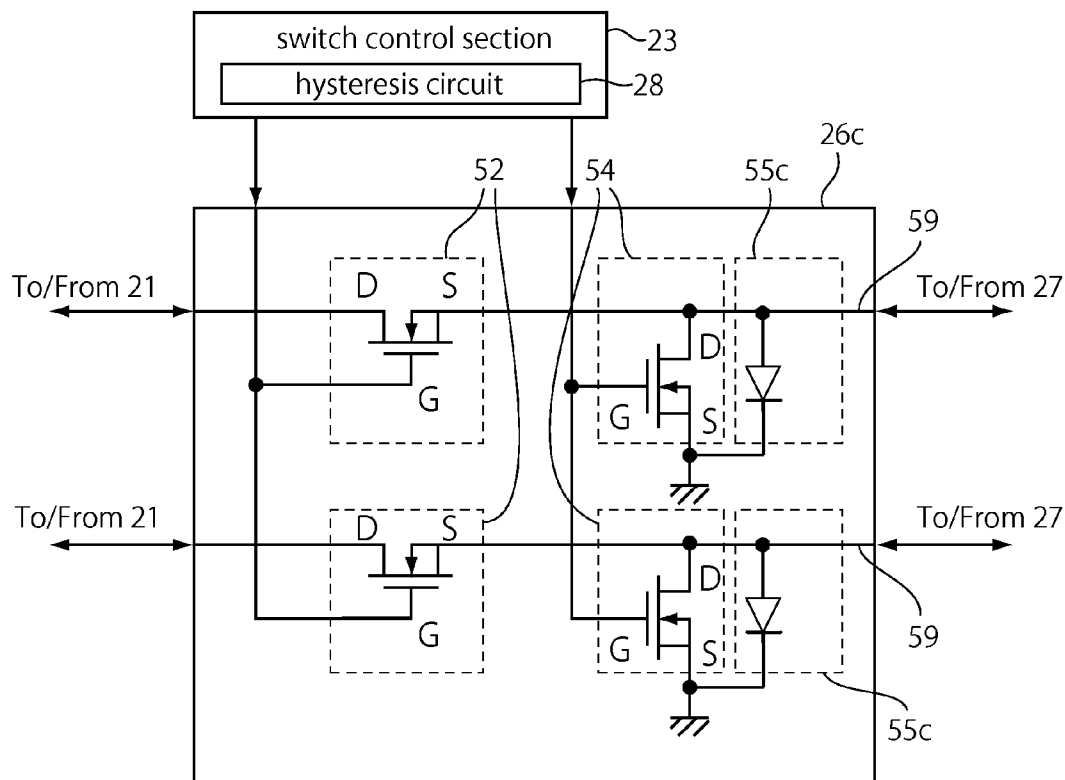 switch control section
23
hysteresis circuit
28
26c
52
54
55c
59
To/From 21
D
S
G
To/From 27
D
G
S
To/From 21
D
S
G
To/From 27
D
G
S
59
55c